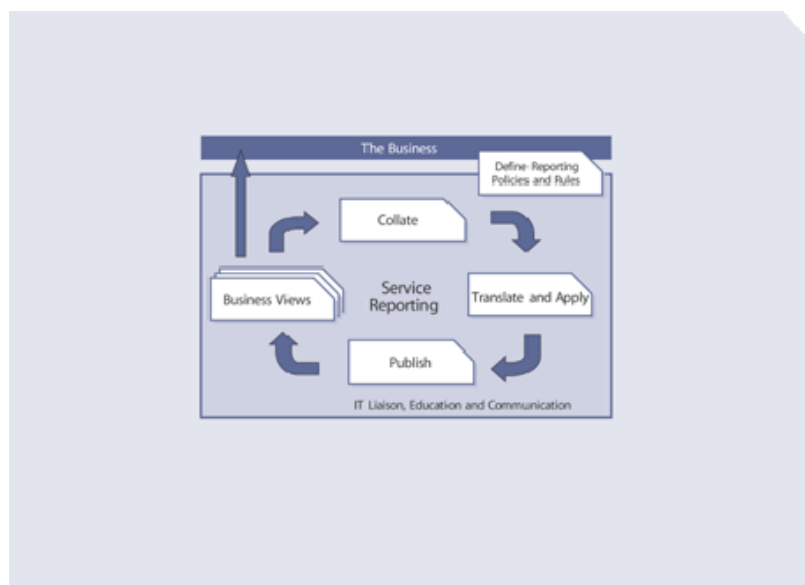 The Business
Define-Reporting
Policies and Rules
Collate
Business Views
Service
Reporting
Translate and Apply
Publish
IT Liaison, Education and Communication